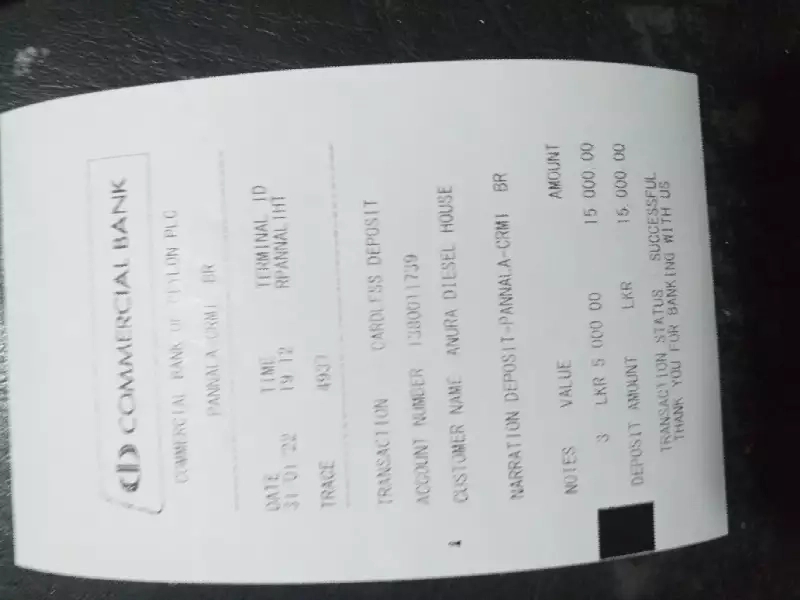 COMMERCIAL BANK
COMMERCIAL BANK OF CEYLON PLC
PANNALA CRM1 BR
DATE TIME TERMINAL ID
31 01 22 19 12 RPANNAL1HT
TRACE 4937
TRANSACTION CARDLESS DEPOSIT
ACCOUNT NUMBER 1380011739
CUSTOMER NAME ANURA DIESEL HOUSE
NARRATION DEPOSIT-PANNALA-CRM1 BR
NOTES VALUE AMOUNT
3 LKR 5 000 00 15 000 00
DEPOSIT AMOUNT LKR 15 000 00
TRANSACTION STATUS SUCCESSFUL
THANK YOU FOR BANKING WITH US